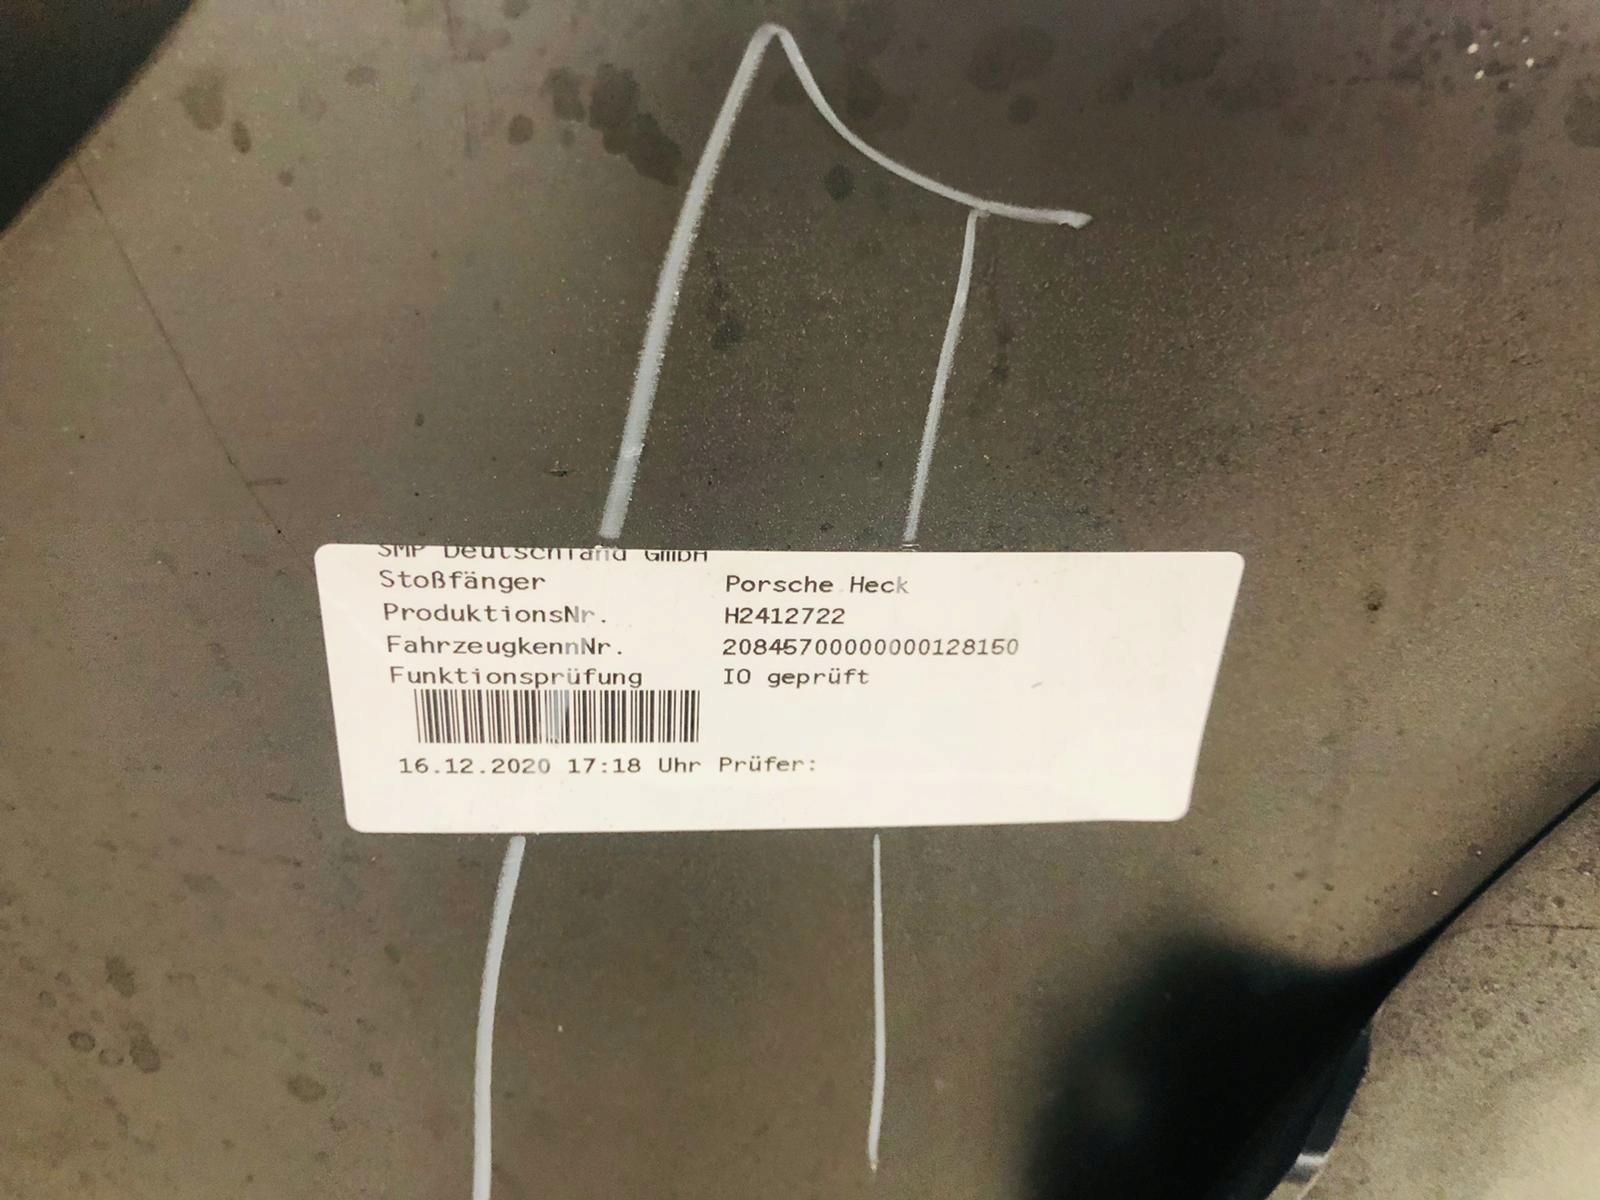 SMP Deutschland GmbH
Stoßfänger Porsche Heck
ProduktionsNr. H2412722
FahrzeugkennNr. 20845700000000128150
Funktionsprüfung IO geprüft
16.12.2020 17:18 Uhr Prüfer: